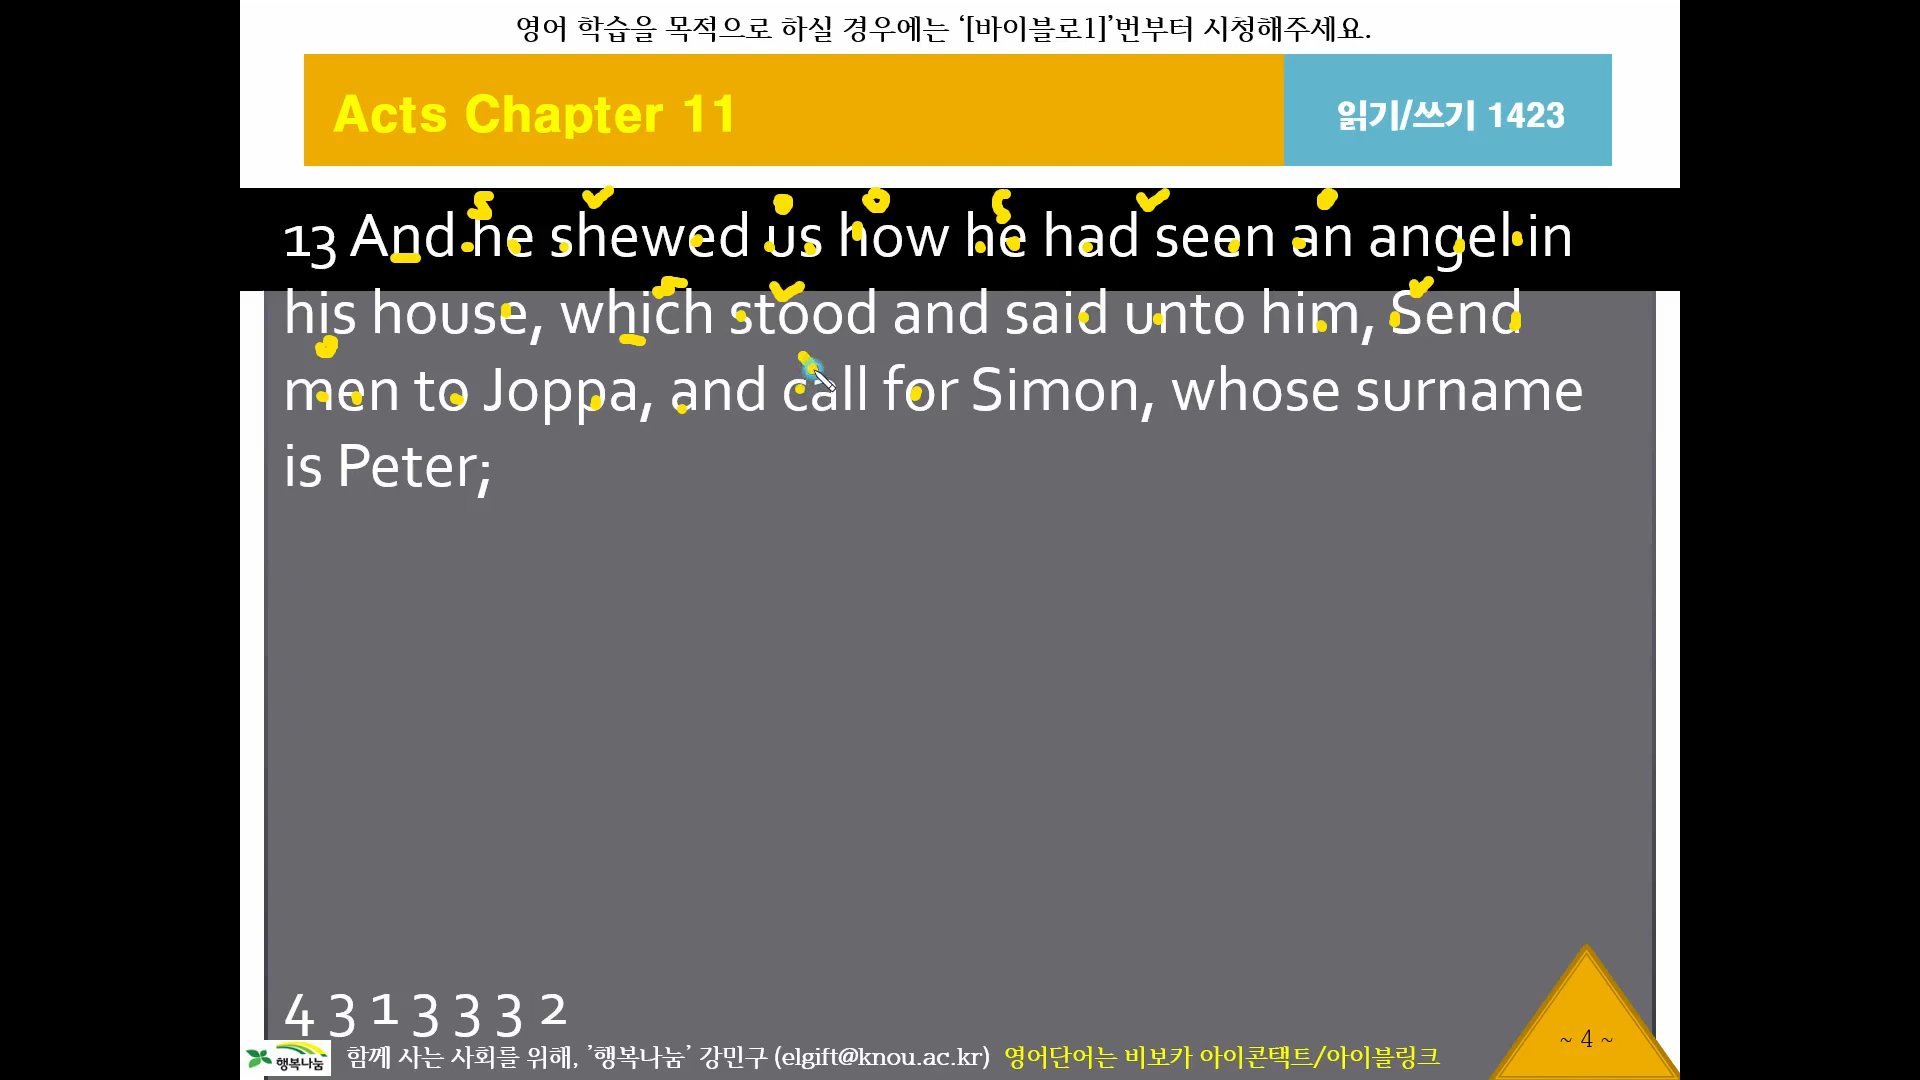 영어 학습을 목적으로 하실 경우에는 ‘[바이블로1]’번부터 시청해주세요.
Acts Chapter 11
읽기/쓰기 1423
13 And he shewed us how he had seen an angel in
his house, which stood and said unto him, Send
men to Joppa, and call for Simon, whose surname
is Peter;
4 3 1 3 3 3 2
~ 4 ~
행복나눔
함께 사는 사회를 위해, ’행복나눔’ 강민구 (elgift@knou.ac.kr) 영어단어는 비보카 아이콘택트/아이블링크